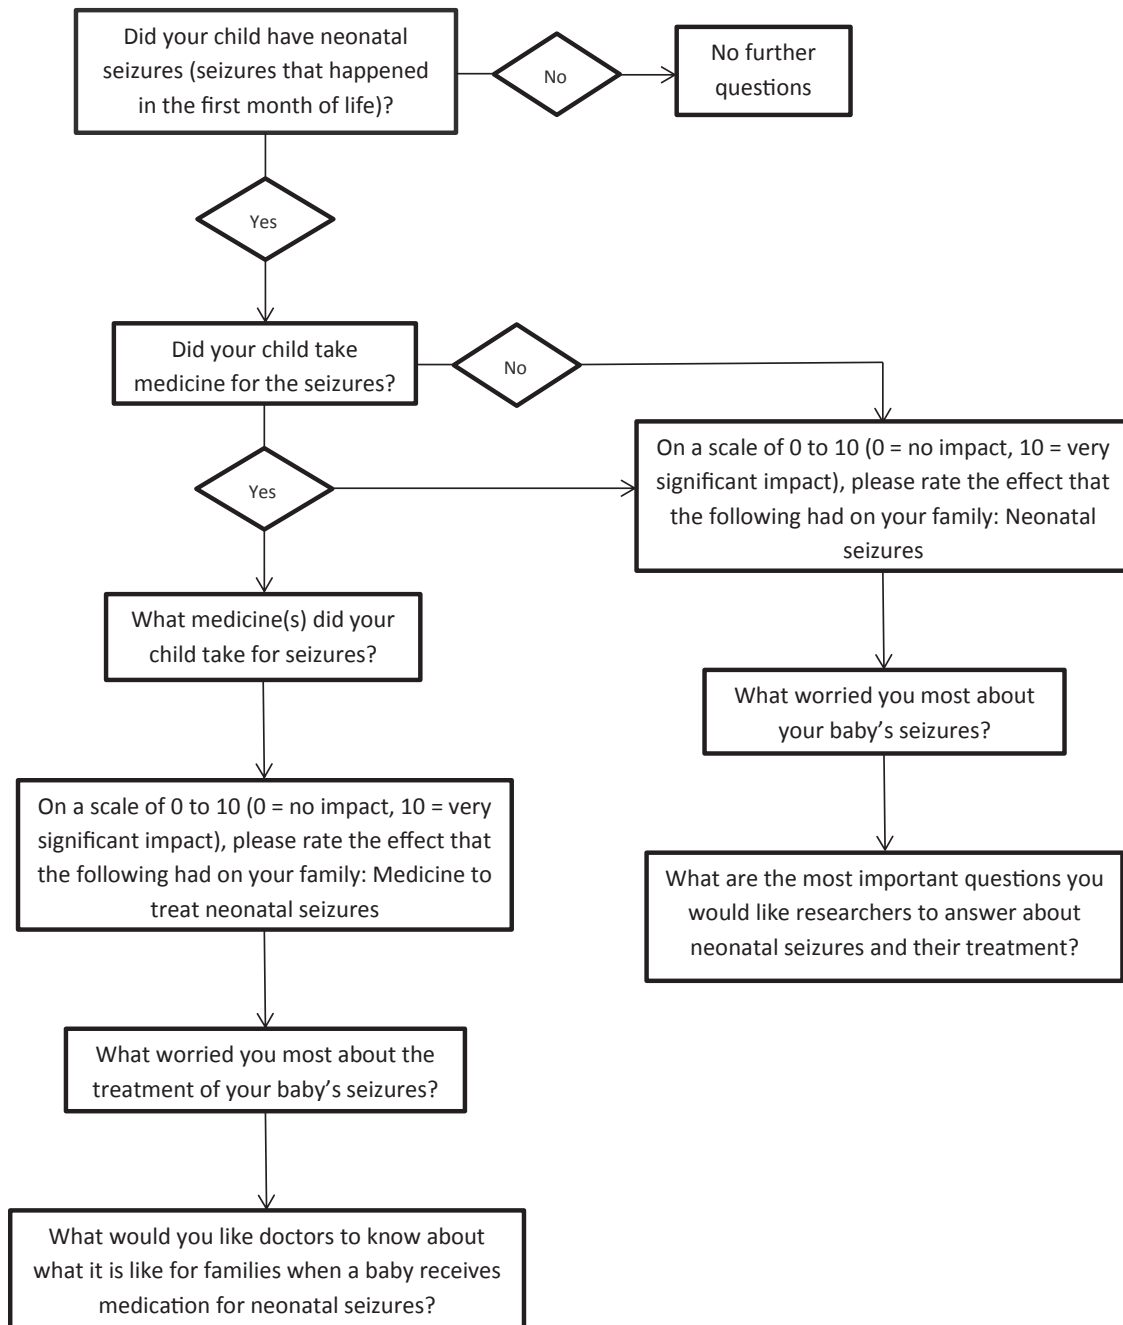 Did your child have neonatal
seizures (seizures that happened
in the first month of life)?
No
No further
questions
Yes
Did your child take
medicine for the seizures?
No
On a scale of 0 to 10 (0 = no impact, 10 = very
significant impact), please rate the effect that
the following had on your family: Neonatal
seizures
Yes
What medicine(s) did your
child take for seizures?
What worried you most about
your baby’s seizures?
On a scale of 0 to 10 (0 = no impact, 10 = very
significant impact), please rate the effect that
the following had on your family: Medicine to
treat neonatal seizures
What are the most important questions you
would like researchers to answer about
neonatal seizures and their treatment?
What worried you most about the
treatment of your baby’s seizures?
What would you like doctors to know about
what it is like for families when a baby receives
medication for neonatal seizures?